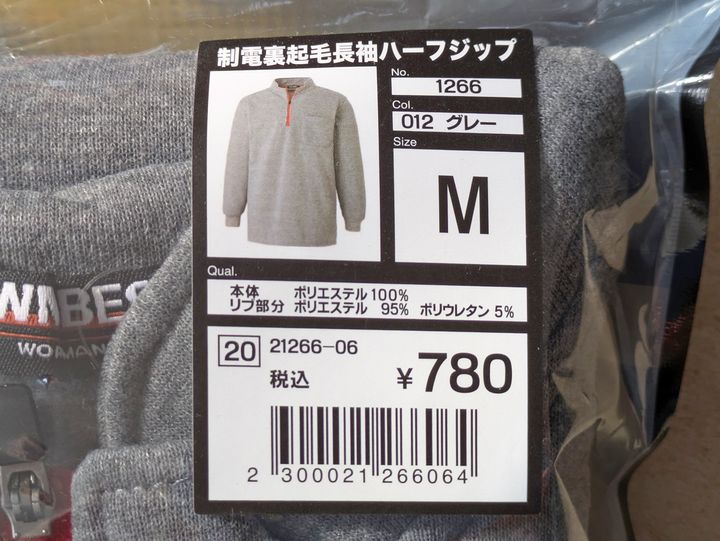 制電裏起毛長袖ハーフジップ
No.
1266
Col.
012 グレー
Size
M
Qual.
本体 ポリエステル100%
リブ部分 ポリエステル 95% ポリウレタン 5%
20 21266-06
税込 ¥780
2 300021 266064
WOMAN